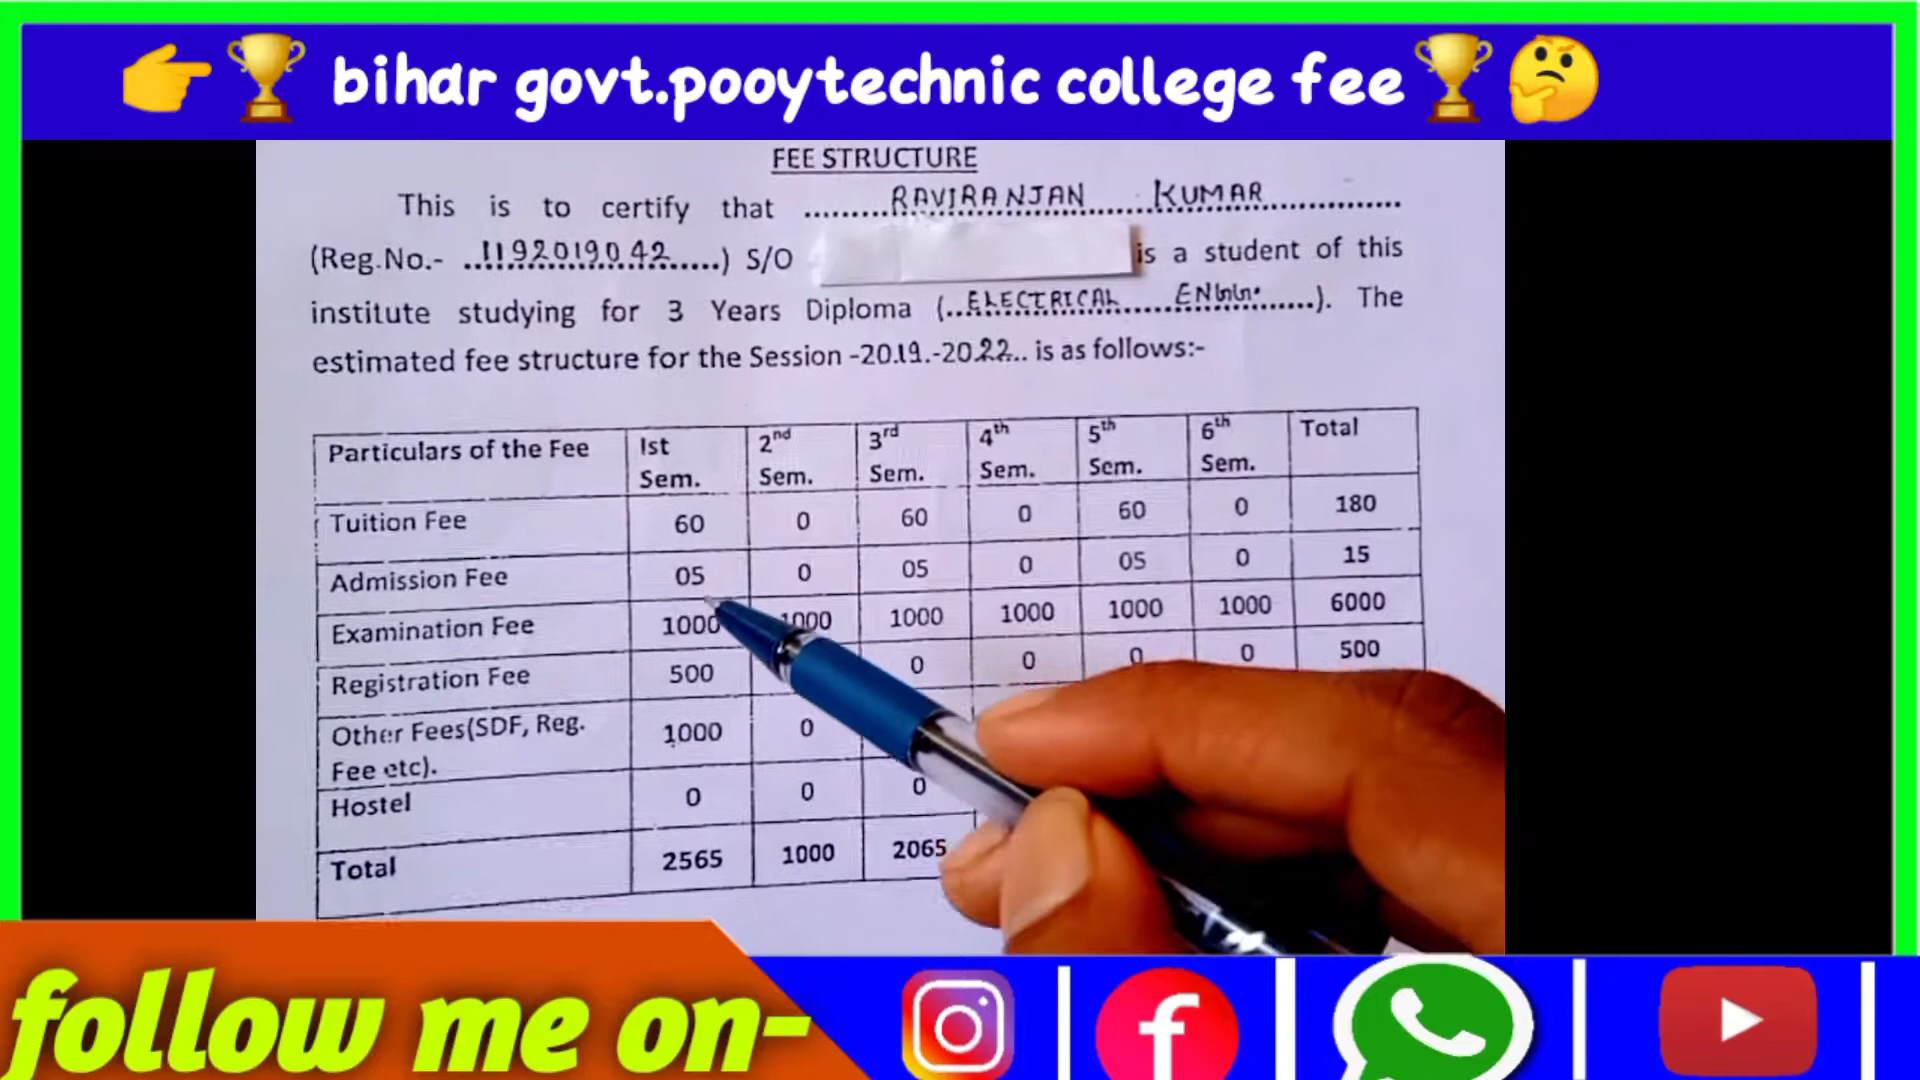 bihar govt.pooytechnic college fee
FEE STRUCTURE
This is to certify that ......... RAVIRANJAN KUMAR .........
(Reg.No.- ..1192019042.....) S/O is a student of this
institute studying for 3 Years Diploma (..ELECTRICAL....ENGG.......). The
estimated fee structure for the Session -2019.-2022.. is as follows:-
Particulars of the Fee Ist Sem. 2nd Sem. 3rd Sem. 4th Sem. 5th Sem. 6th Sem. Total
Tuition Fee 60 0 60 0 60 0 180
Admission Fee 05 0 05 0 05 0 15
Examination Fee 1000 1000 1000 1000 1000 1000 6000
Registration Fee 500 0 0 0 0 500
Other Fees(SDF, Reg. 1000 0
Fee etc).
Hostel 0 0 0
Total 2565 1000 2065
follow me on-